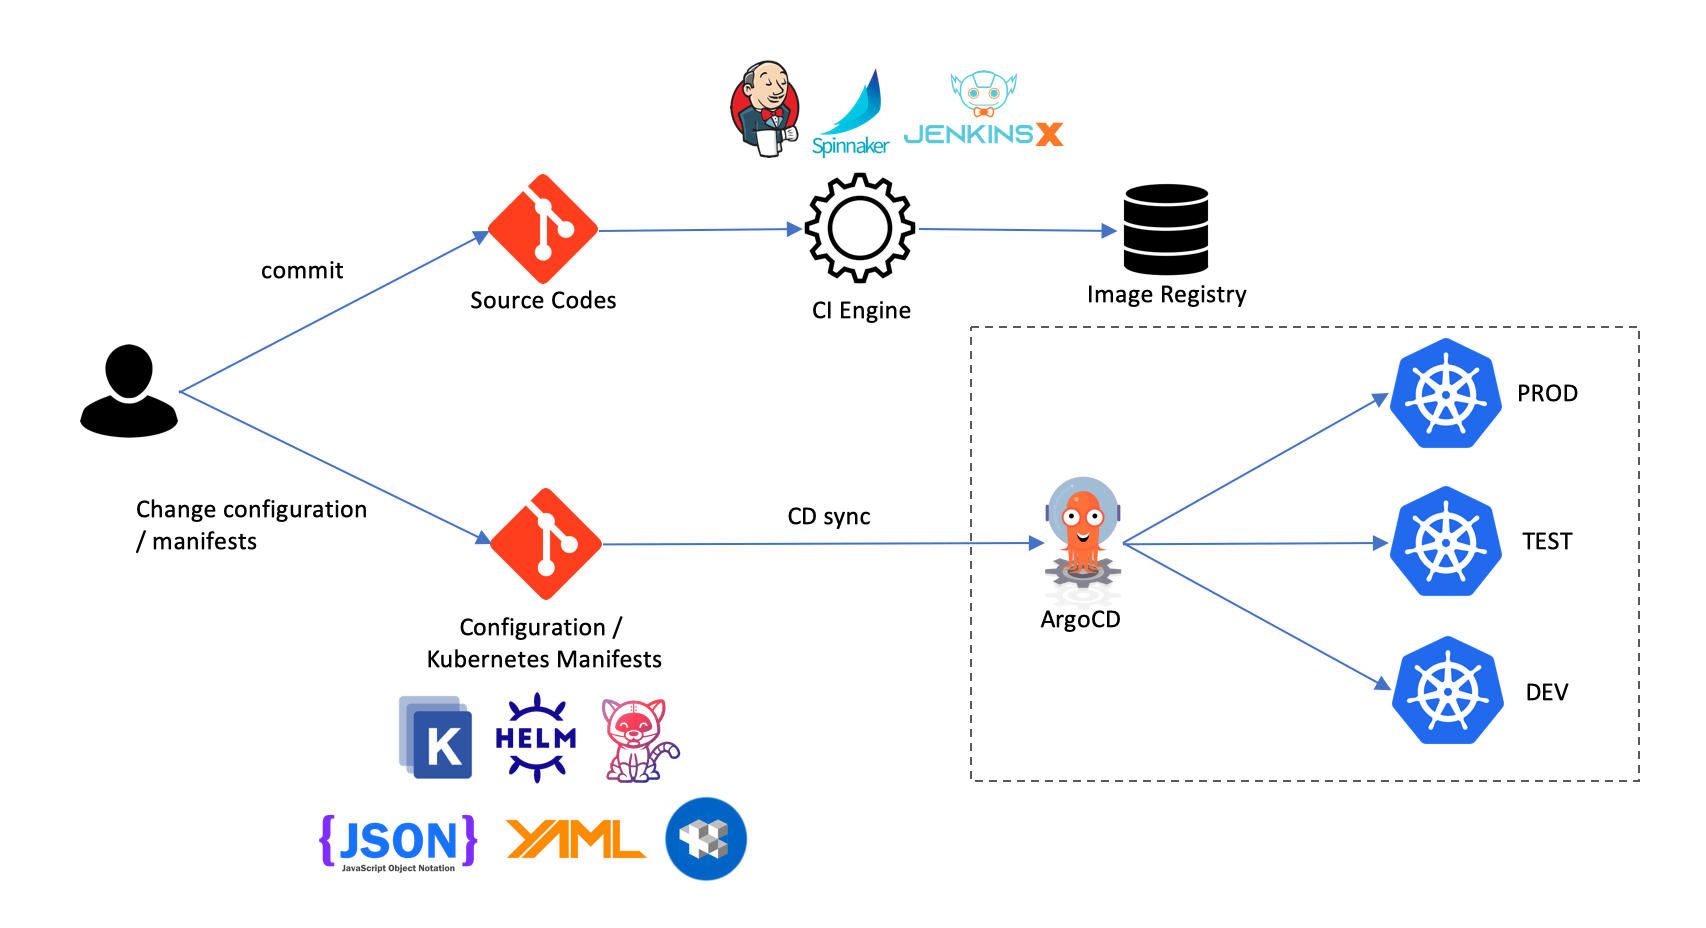 Spinnaker
JENKINS X
commit
Source Codes
CI Engine
Image Registry
PROD
Change configuration
/ manifests
CD sync
TEST
ArgoCD
Configuration /
Kubernetes Manifests
DEV
K
HELM
{JSON}
JavaScript Object Notation
YAML